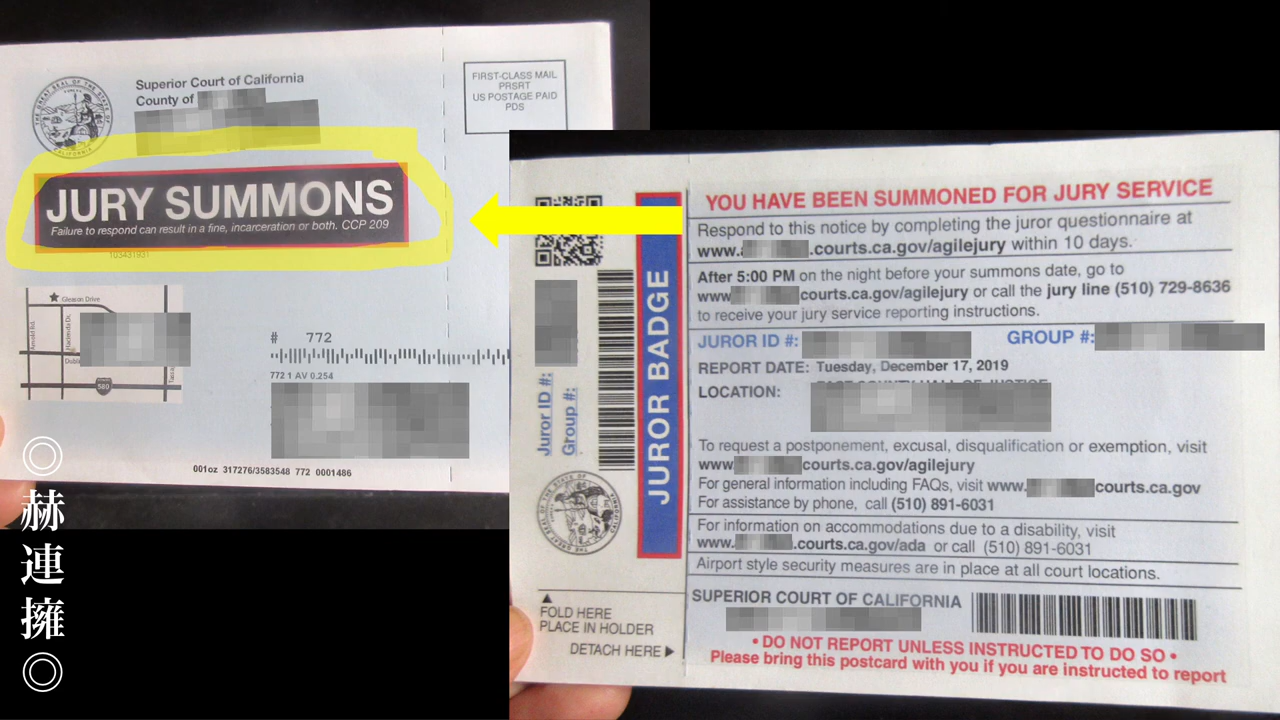 Superior Court of California
County of
FIRST-CLASS MAIL
PRSRT
US POSTAGE PAID
PDS
JURY SUMMONS
Failure to respond can result in a fine, incarceration or both. CCP 209
103431931
Gleason Drive
Arnold Rd.
Hacienda Dr.
Dubli
580
# 772
772 1 AV 0.254
001oz 317276/3583548 772 0001486
◎赫連擁◎
Juror ID #:
Group #:
JUROR BADGE
FOLD HERE
PLACE IN HOLDER
DETACH HERE
YOU HAVE BEEN SUMMONED FOR JURY SERVICE
Respond to this notice by completing the juror questionnaire at
www. .courts.ca.gov/agilejury within 10 days.
After 5:00 PM on the night before your summons date, go to
www courts.ca.gov/agilejury or call the jury line (510) 729-8636
to receive your jury service reporting instructions.
JUROR ID #: GROUP #:
REPORT DATE: Tuesday, December 17, 2019
LOCATION:
To request a postponement, excusal, disqualification or exemption, visit
www courts.ca.gov/agilejury
For general information including FAQs, visit www. courts.ca.gov
For assistance by phone, call (510) 891-6031
For information on accommodations due to a disability, visit
www. .courts.ca.gov/ada or call (510) 891-6031
Airport style security measures are in place at all court locations.
SUPERIOR COURT OF CALIFORNIA
• DO NOT REPORT UNLESS INSTRUCTED TO DO SO •
Please bring this postcard with you if you are instructed to report